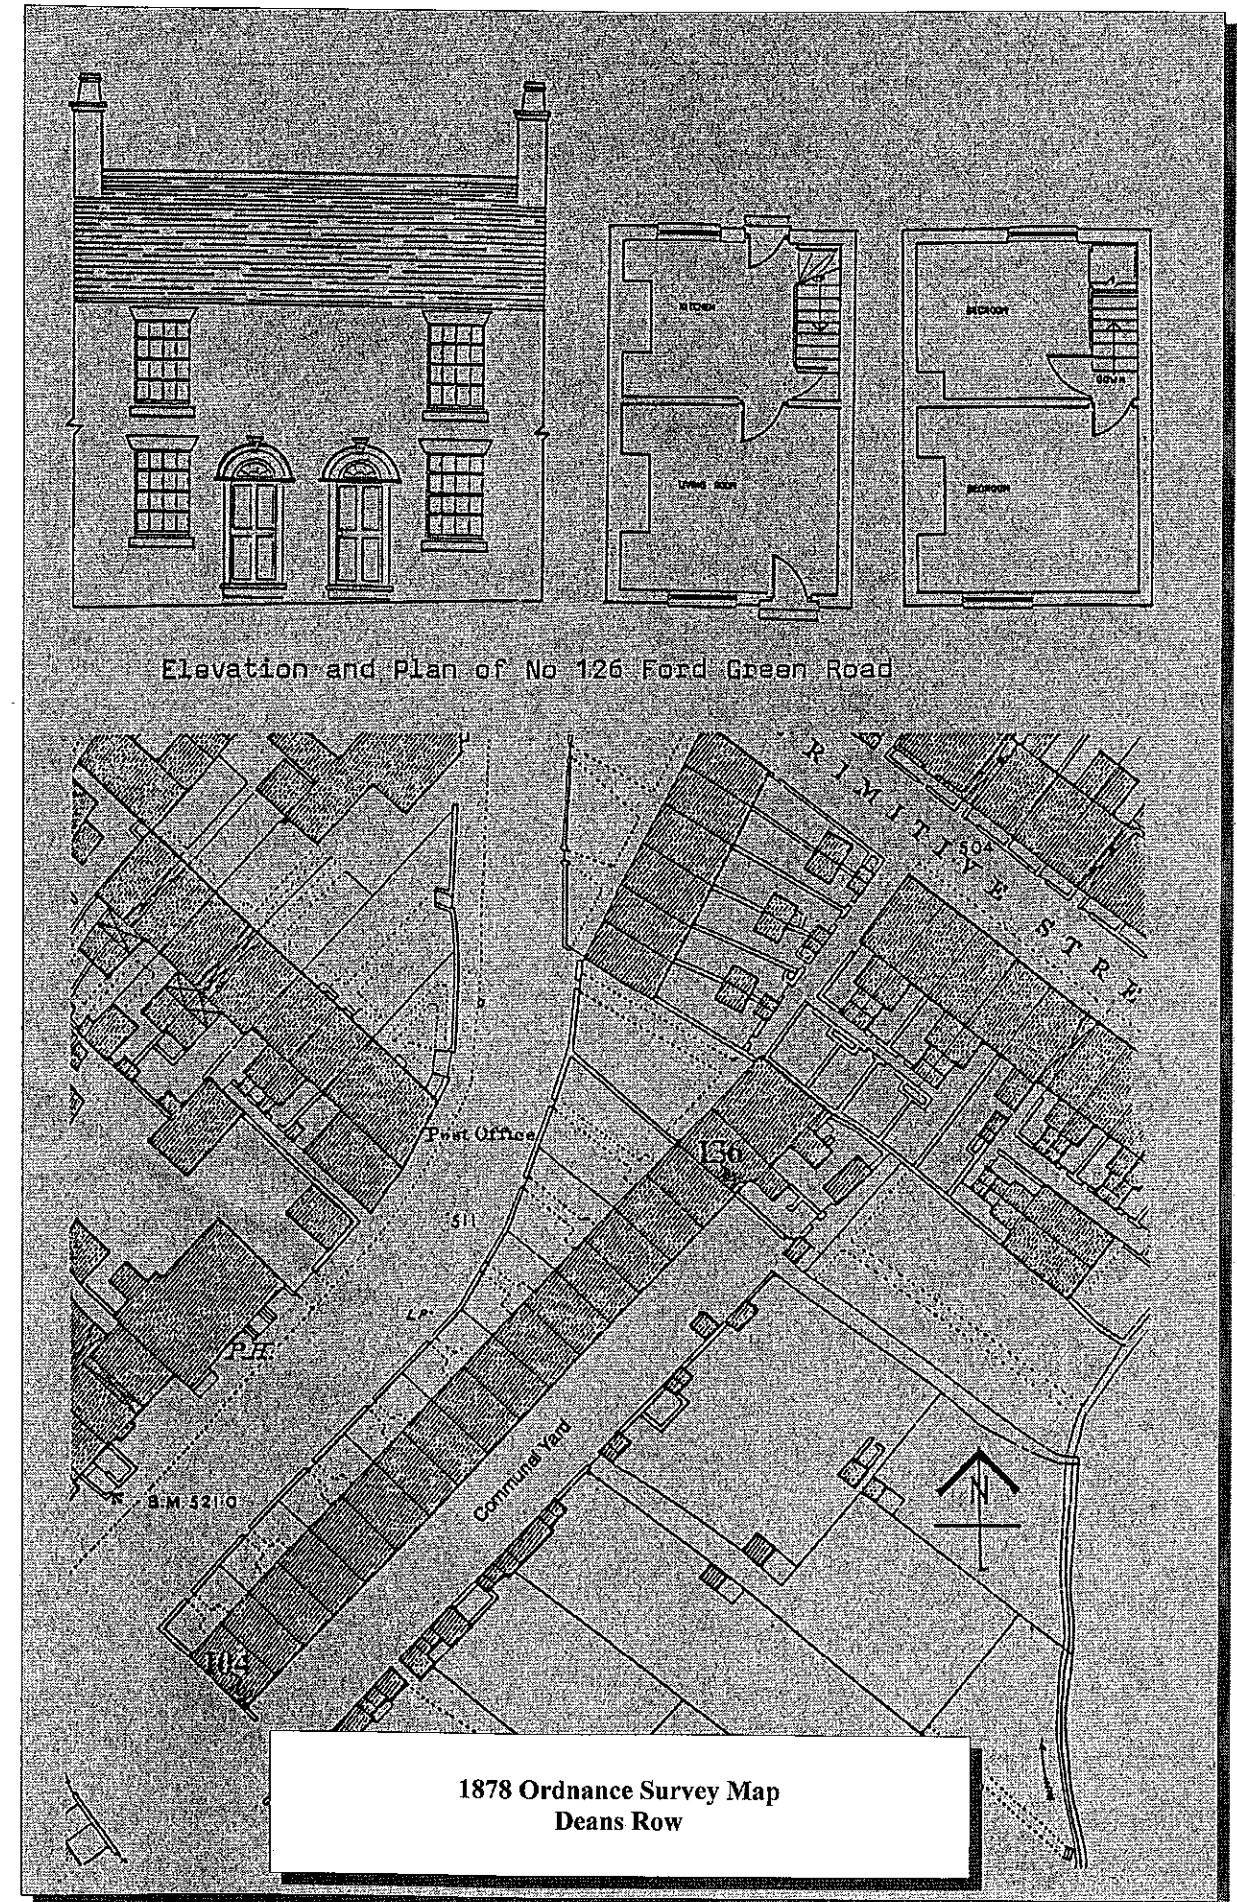 KITCHEN
BEDROOM
DOWN
LIVING ROOM
BEDROOM
Elevation and Plan of No 126 Ford Green Road
RIMITIVE STRE
504
Post Office
136
511
L.P.
P.H.
Communal Yard
N
B.M. 521.0
104
1878 Ordnance Survey Map
Deans Row